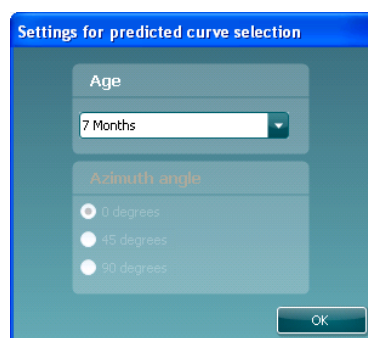 Settings for predicted curve selection
Age
7 Months
Azimuth angle
0 degrees
45 degrees
90 degrees
OK